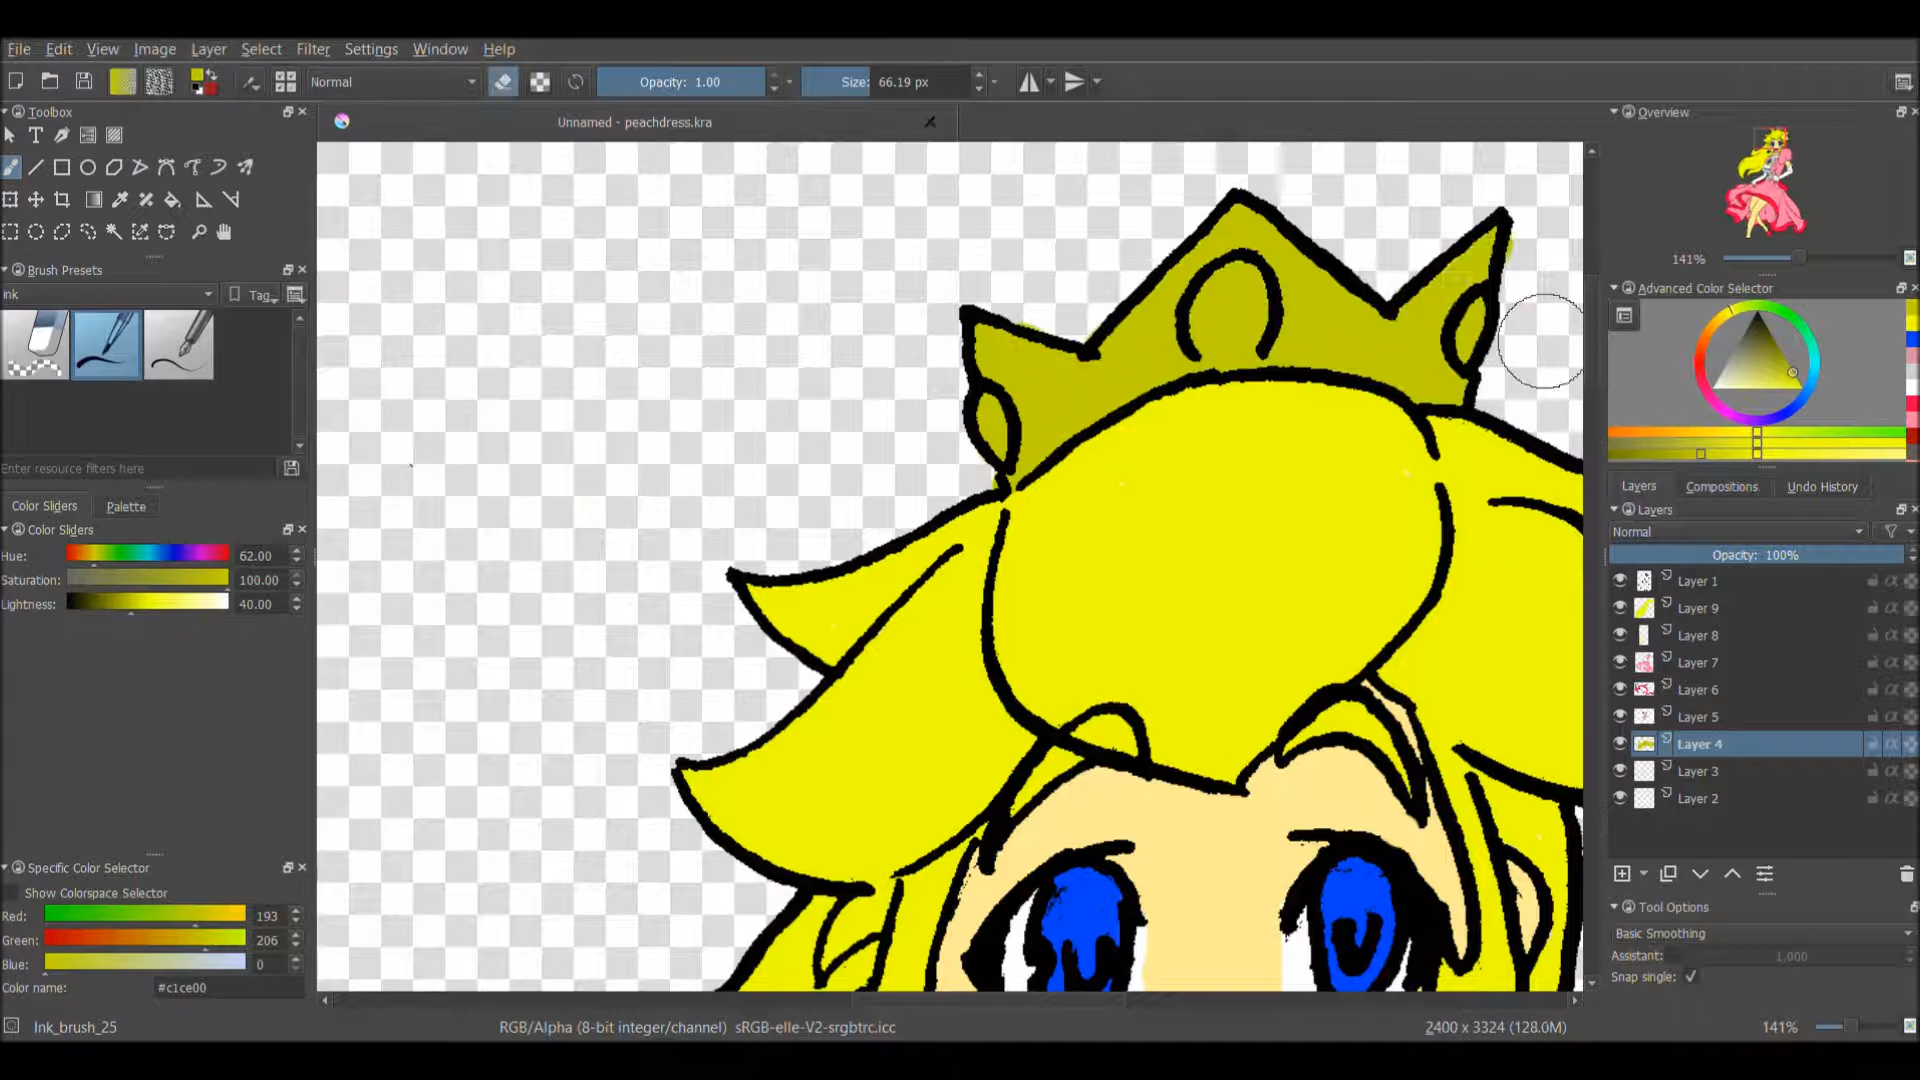 File Edit View Image Layer Select Filter Settings Window Help
Normal Opacity: 1.00 Size: 66.19 px
Toolbox
Unnamed - peachdress.kra
Overview
141%
Brush Presets
ink Tag
Enter resource filters here
Color Sliders Palette
Color Sliders
Hue: 62.00
Saturation: 100.00
Lightness: 40.00
Specific Color Selector
Show Colorspace Selector
Red: 193
Green: 206
Blue: 0
Color name: #c1ce00
Advanced Color Selector
Layers Compositions Undo History
Layers
Normal
Opacity: 100%
Layer 1
Layer 9
Layer 8
Layer 7
Layer 6
Layer 5
Layer 4
Layer 3
Layer 2
Tool Options
Basic Smoothing
Assistant: 1.000
Snap single:
Ink_brush_25 RGB/Alpha (8-bit integer/channel) sRGB-elle-V2-srgbtrc.icc 2400 x 3324 (128.0M) 141%